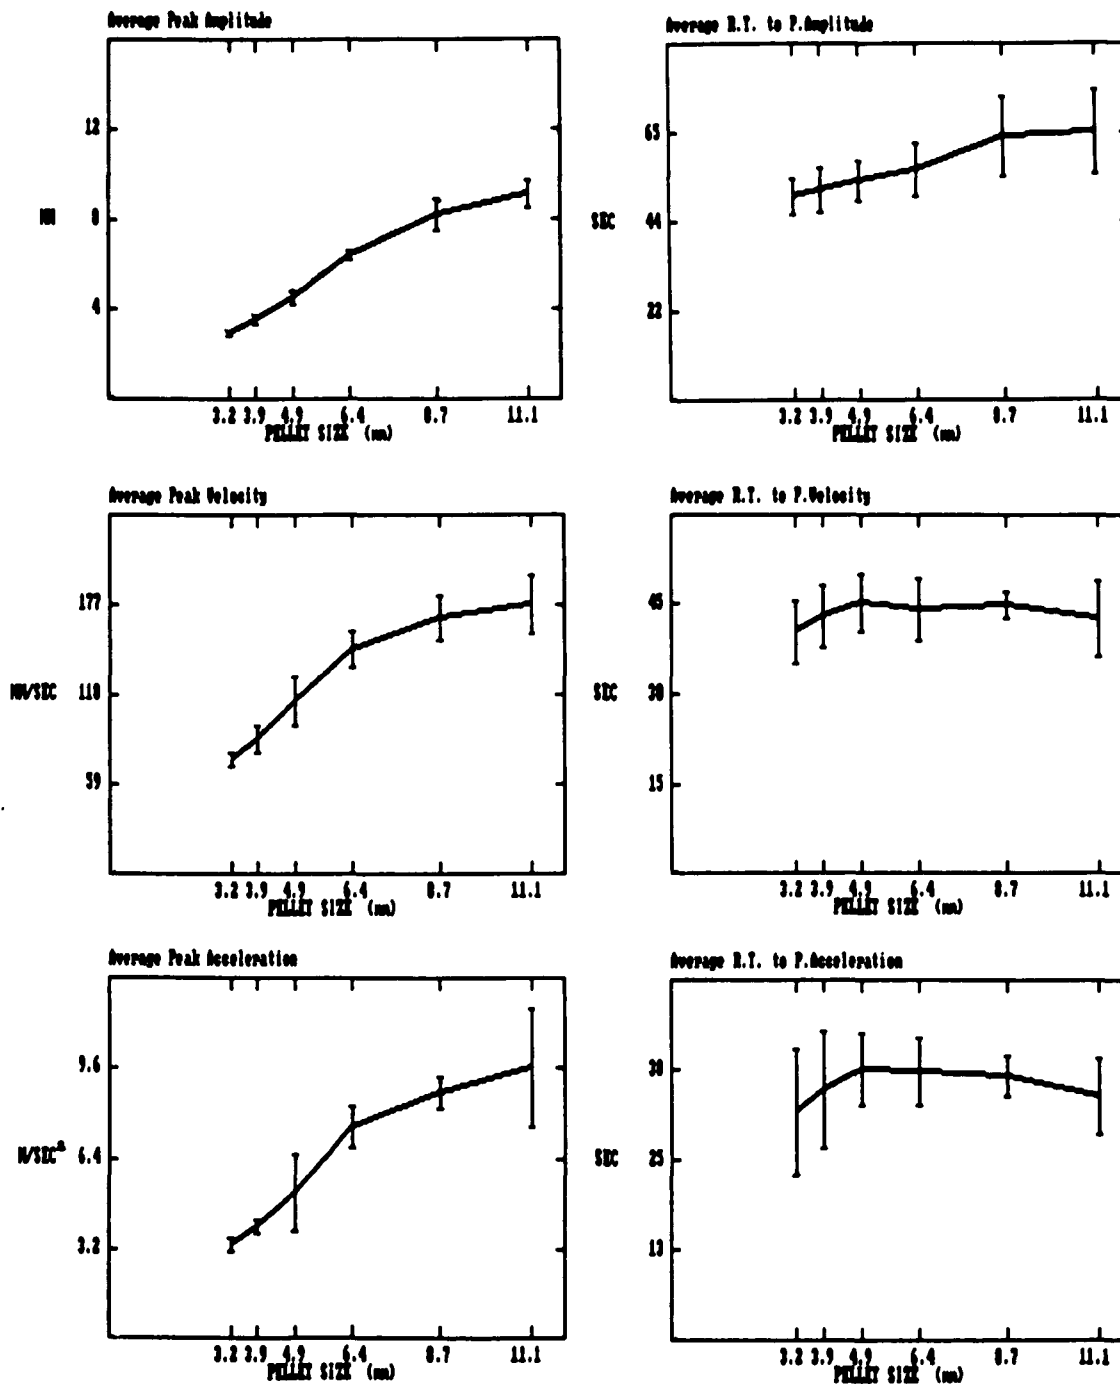 Average Peak Amplitude
12
8
4
MM
3.2 3.9 4.9 6.4 8.7 11.1
PELLET SIZE (mm)
Average R.T. to P.Amplitude
65
44
22
SEC
3.2 3.9 4.9 6.4 8.7 11.1
PELLET SIZE (mm)
Average Peak Velocity
177
118
59
MM/SEC
3.2 3.9 4.9 6.4 8.7 11.1
PELLET SIZE (mm)
Average R.T. to P.Velocity
45
30
15
SEC
3.2 3.9 4.9 6.4 8.7 11.1
PELLET SIZE (mm)
Average Peak Acceleration
9.6
6.4
3.2
M/SEC²
3.2 3.9 4.9 6.4 8.7 11.1
PELLET SIZE (mm)
Average R.T. to P.Acceleration
38
25
13
SEC
3.2 3.9 4.9 6.4 8.7 11.1
PELLET SIZE (mm)